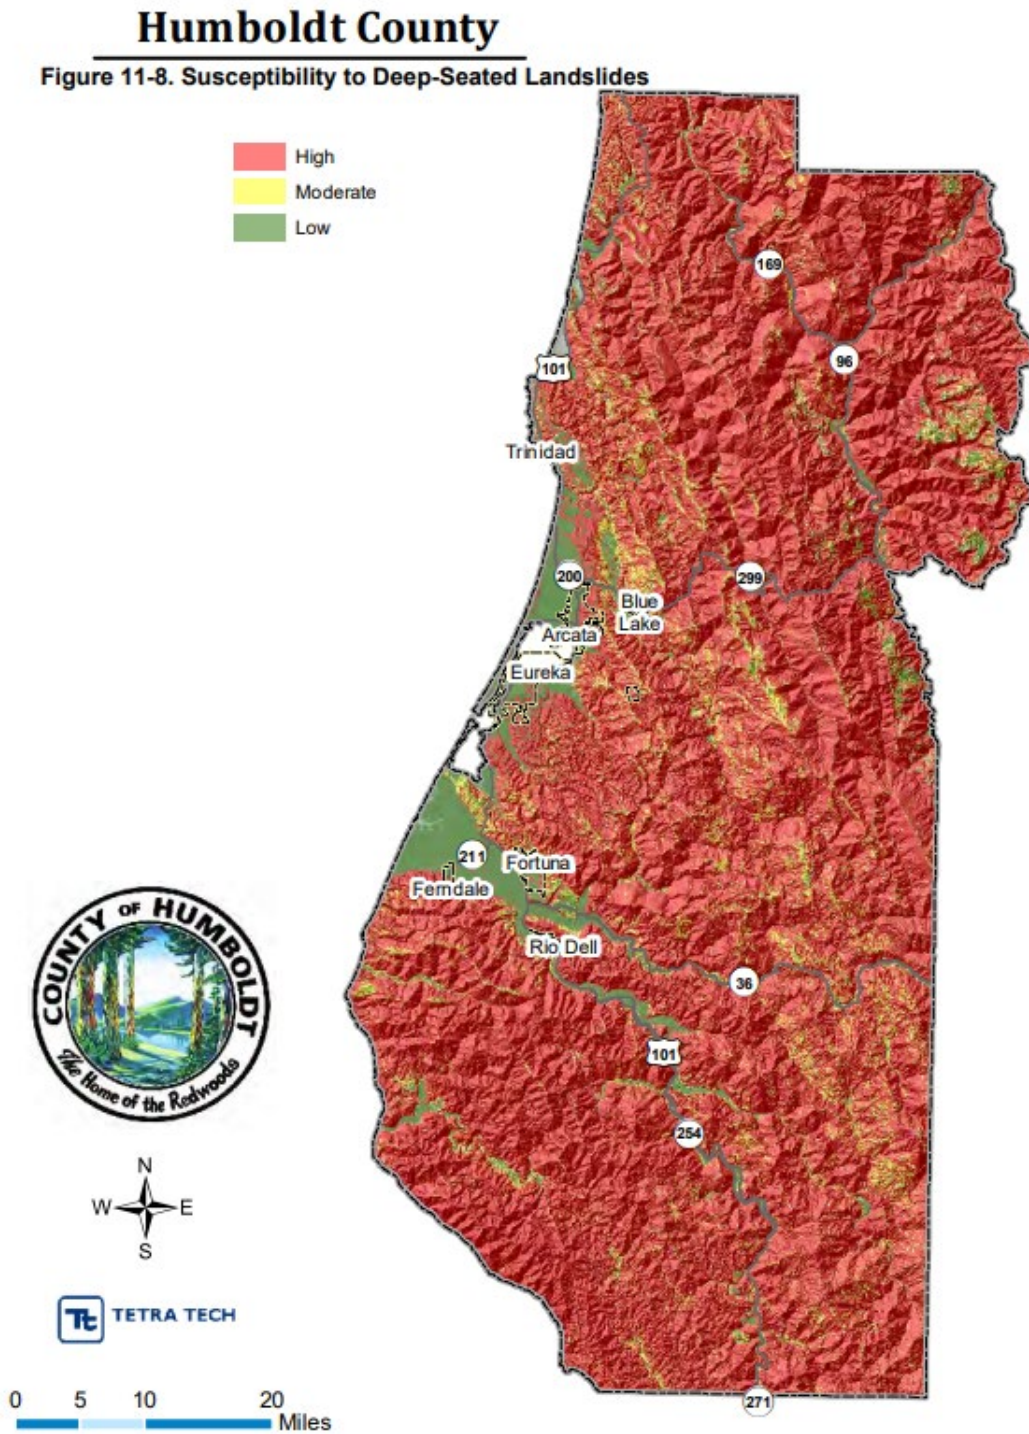 Humboldt County
Figure 11-8. Susceptibility to Deep-Seated Landslides
High
Moderate
Low
169
96
101
Trinidad
200
299
Blue
Lake
Arcata
Eureka
211
Fortuna
Ferndale
Rio Dell
36
101
254
271
COUNTY OF HUMBOLDT
The Home of the Redwoods
N
W E
S
Tt TETRA TECH
0 5 10 20
Miles